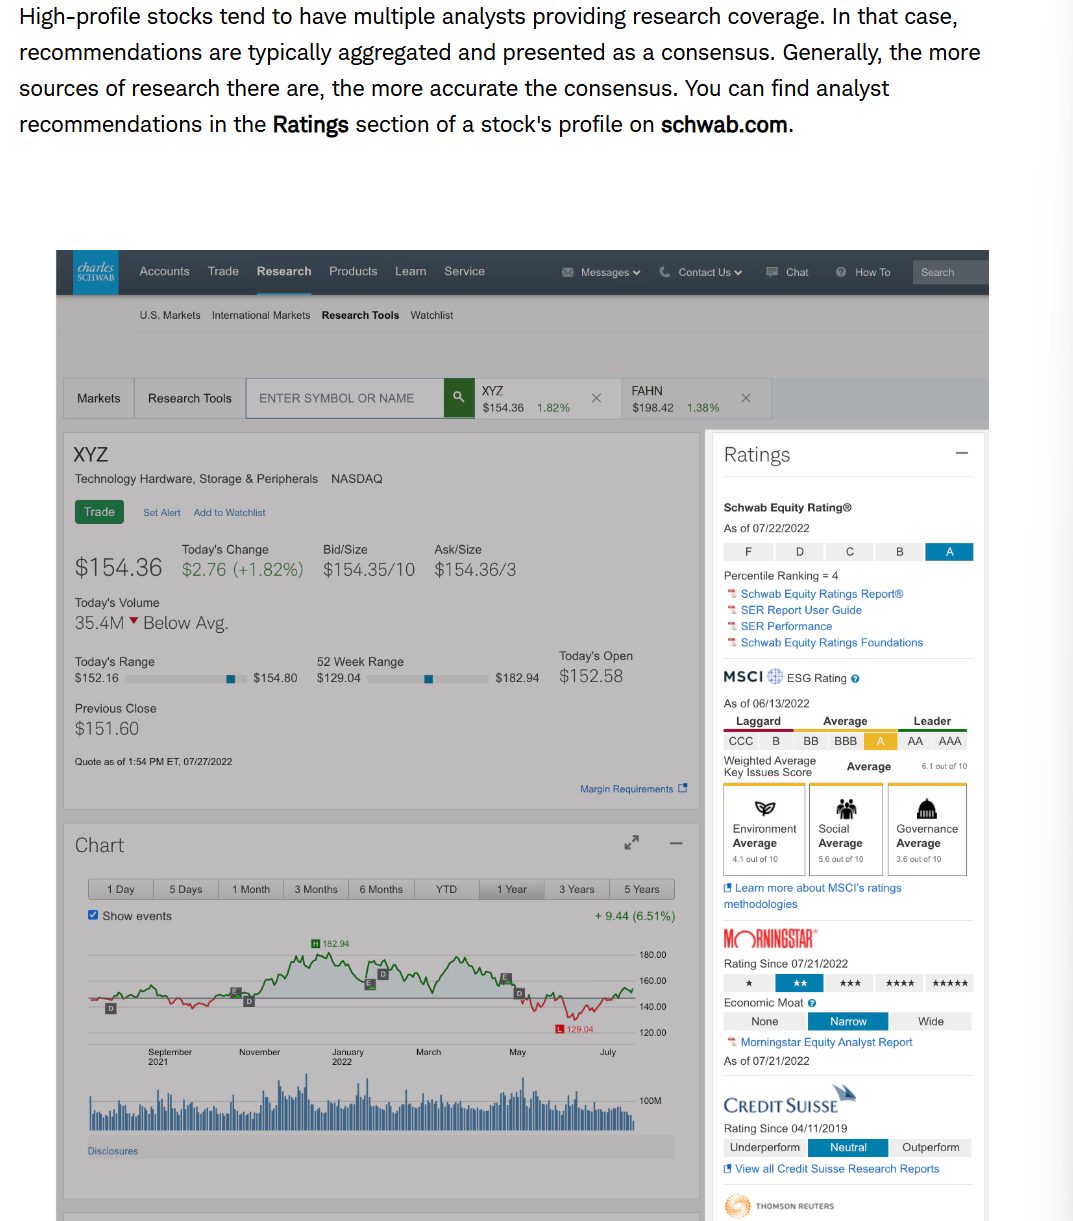 High-profile stocks tend to have multiple analysts providing research coverage. In that case,
recommendations are typically aggregated and presented as a consensus. Generally, the more
sources of research there are, the more accurate the consensus. You can find analyst
recommendations in the Ratings section of a stock's profile on schwab.com.
charles
SCHWAB
Accounts Trade Research Products Learn Service Messages Contact Us Chat How To Search
U.S. Markets International Markets Research Tools Watchlist
Markets Research Tools ENTER SYMBOL OR NAME
XYZ
$154.36 1.82%
FAHN
$198.42 1.38%
XYZ
Technology Hardware, Storage & Peripherals NASDAQ
Trade Set Alert Add to Watchlist
Today's Change Bid/Size Ask/Size
$154.36 $2.76 (+1.82%) $154.35/10 $154.36/3
Today's Volume
35.4M Below Avg.
Today's Range 52 Week Range Today's Open
$152.16 $154.80 $129.04 $182.94 $152.58
Previous Close
$151.60
Quote as of 1:54 PM ET, 07/27/2022
Margin Requirements
Chart
1 Day 5 Days 1 Month 3 Months 6 Months YTD 1 Year 3 Years 5 Years
Show events + 9.44 (6.51%)
H 182.94
180.00
160.00
140.00
120.00
D E D E D E D
L 129.04
September November January March May July
2021 2022
100M
Disclosures
Ratings
Schwab Equity Rating®
As of 07/22/2022
F D C B A
Percentile Ranking = 4
Schwab Equity Ratings Report®
SER Report User Guide
SER Performance
Schwab Equity Ratings Foundations
MSCI ESG Rating
As of 06/13/2022
Laggard Average Leader
CCC B BB BBB A AA AAA
Weighted Average
Key Issues Score Average 6.1 out of 10
Environment Social Governance
Average Average Average
4.1 out of 10 5.6 out of 10 3.6 out of 10
Learn more about MSCI's ratings
methodologies
MORNINGSTAR®
Rating Since 07/21/2022
★ ★★ ★★★ ★★★★ ★★★★★
Economic Moat
None Narrow Wide
Morningstar Equity Analyst Report
As of 07/21/2022
CREDIT SUISSE
Rating Since 04/11/2019
Underperform Neutral Outperform
View all Credit Suisse Research Reports
THOMSON REUTERS